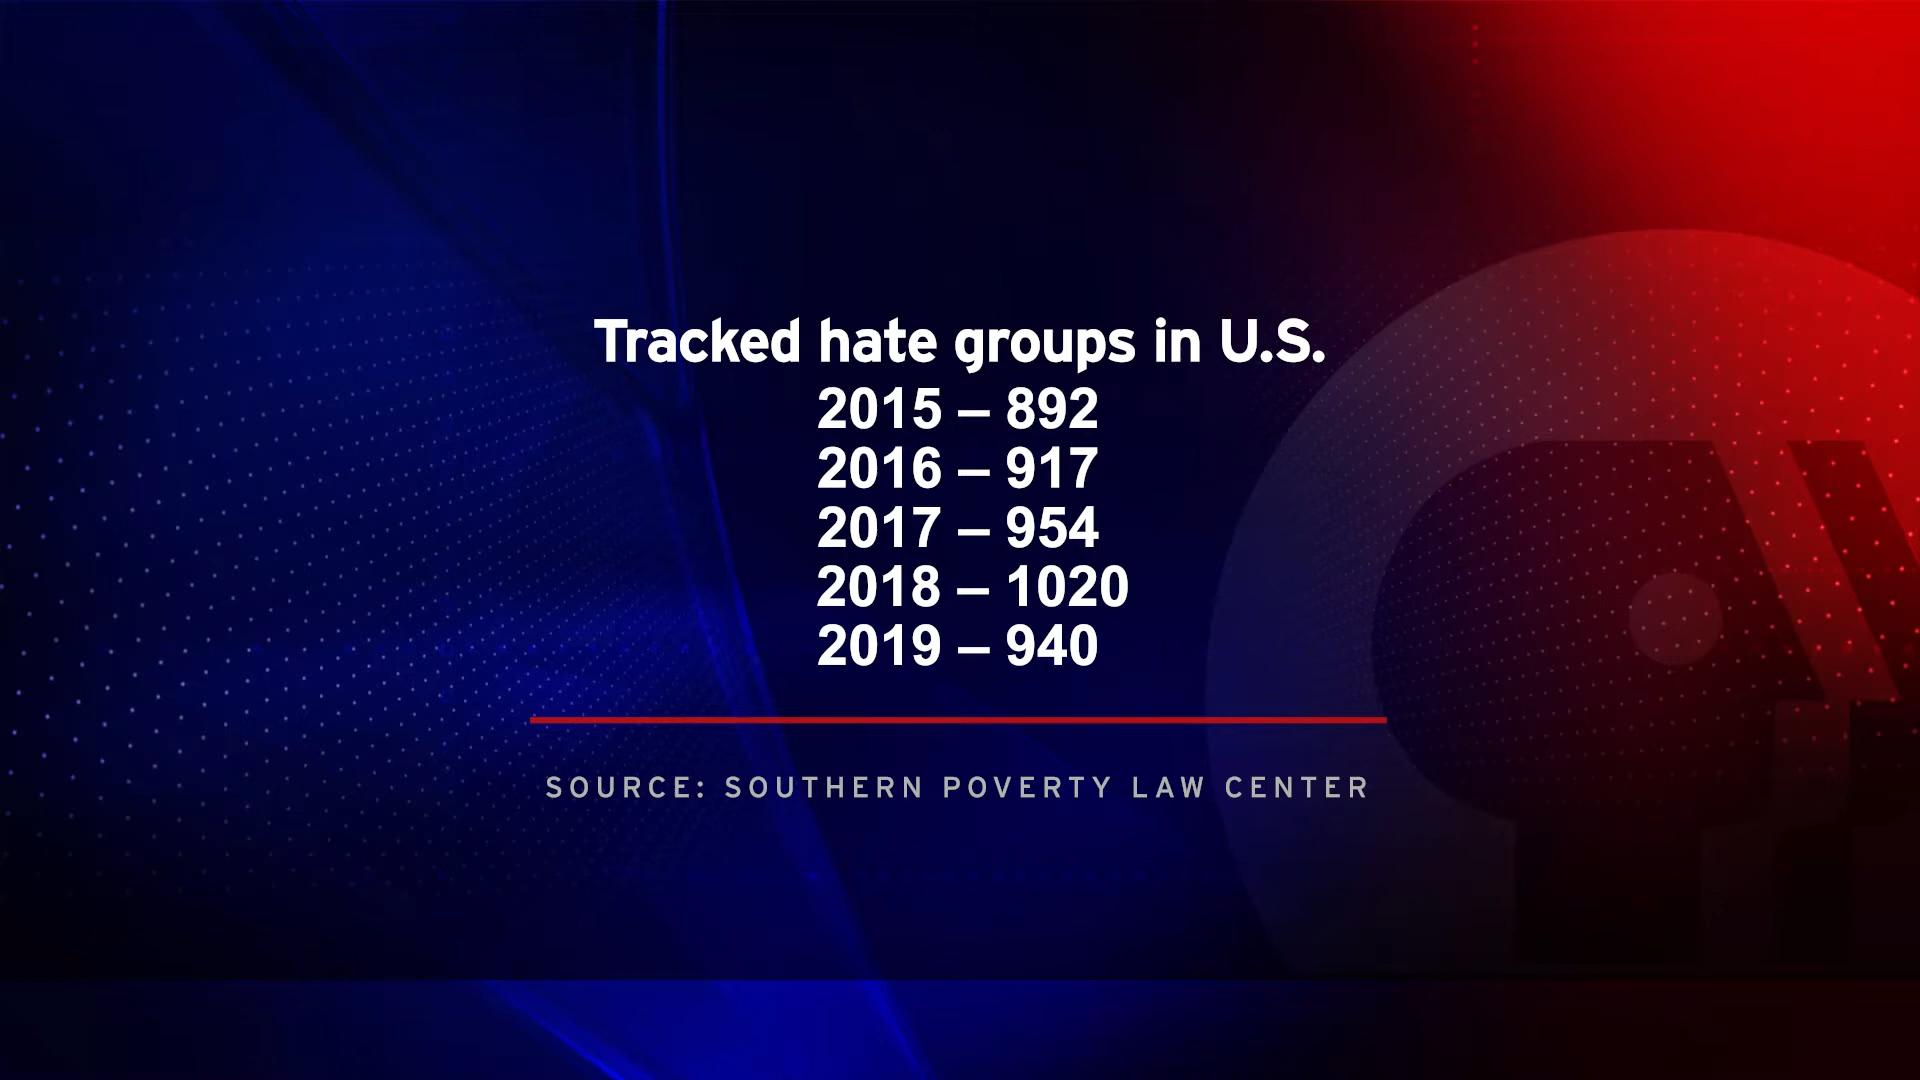 Tracked hate groups in U.S.
2015 – 892
2016 – 917
2017 – 954
2018 – 1020
2019 – 940
SOURCE: SOUTHERN POVERTY LAW CENTER